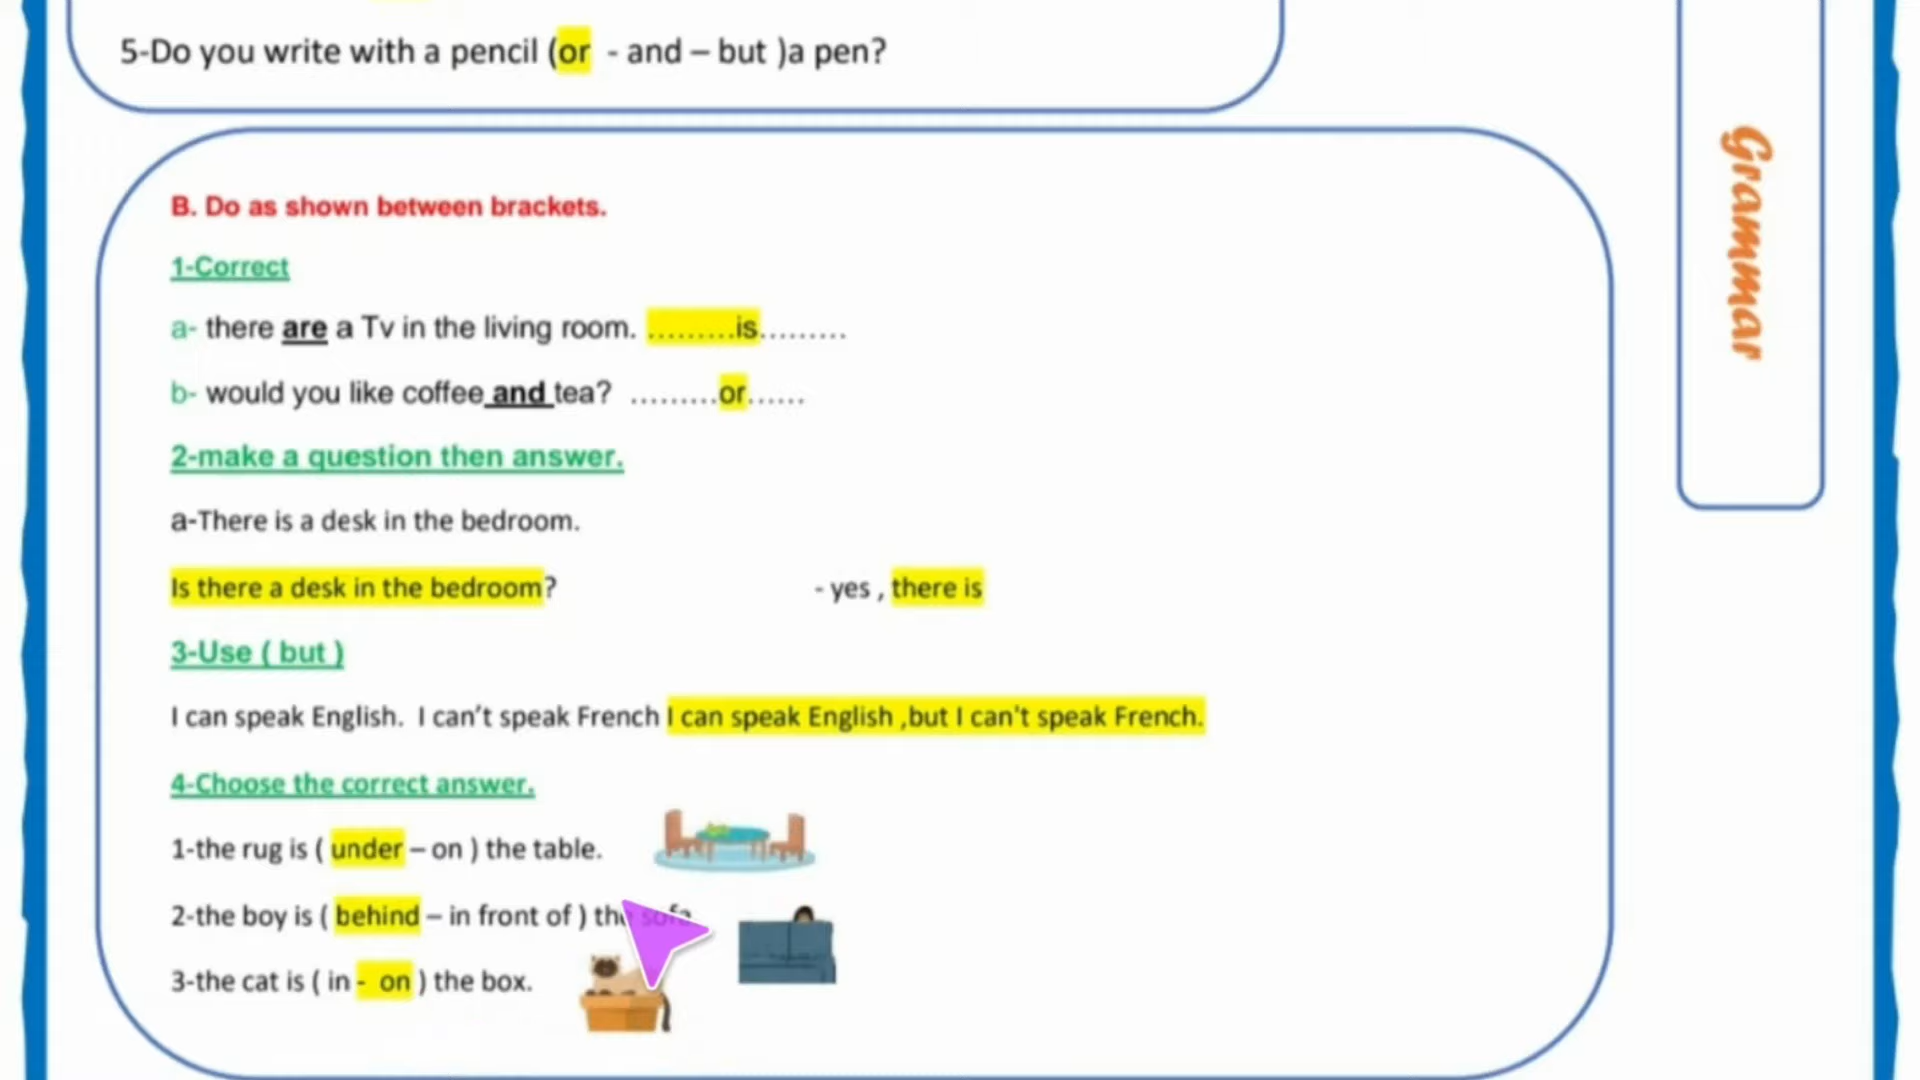 5-Do you write with a pencil (or - and – but )a pen?
Grammar
B. Do as shown between brackets.
1-Correct
a- there are a Tv in the living room. .........is.........
b- would you like coffee and tea? .........or......
2-make a question then answer.
a-There is a desk in the bedroom.
Is there a desk in the bedroom? - yes , there is
3-Use ( but )
I can speak English. I can't speak French I can speak English ,but I can't speak French.
4-Choose the correct answer.
1-the rug is ( under – on ) the table.
2-the boy is ( behind – in front of ) the sofa
3-the cat is ( in - on ) the box.